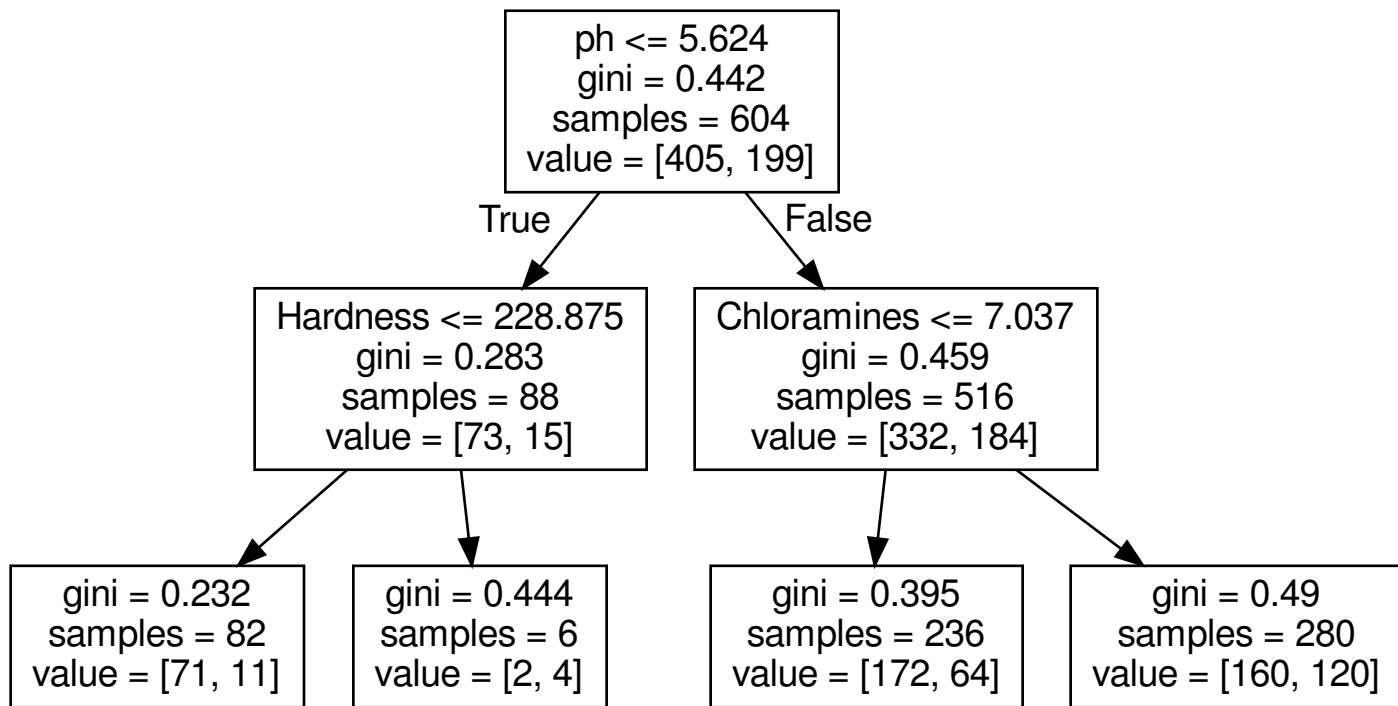 ph <= 5.624
gini = 0.442
samples = 604
value = [405, 199]
True
False
Hardness <= 228.875
gini = 0.283
samples = 88
value = [73, 15]
Chloramines <= 7.037
gini = 0.459
samples = 516
value = [332, 184]
gini = 0.232
samples = 82
value = [71, 11]
gini = 0.444
samples = 6
value = [2, 4]
gini = 0.395
samples = 236
value = [172, 64]
gini = 0.49
samples = 280
value = [160, 120]